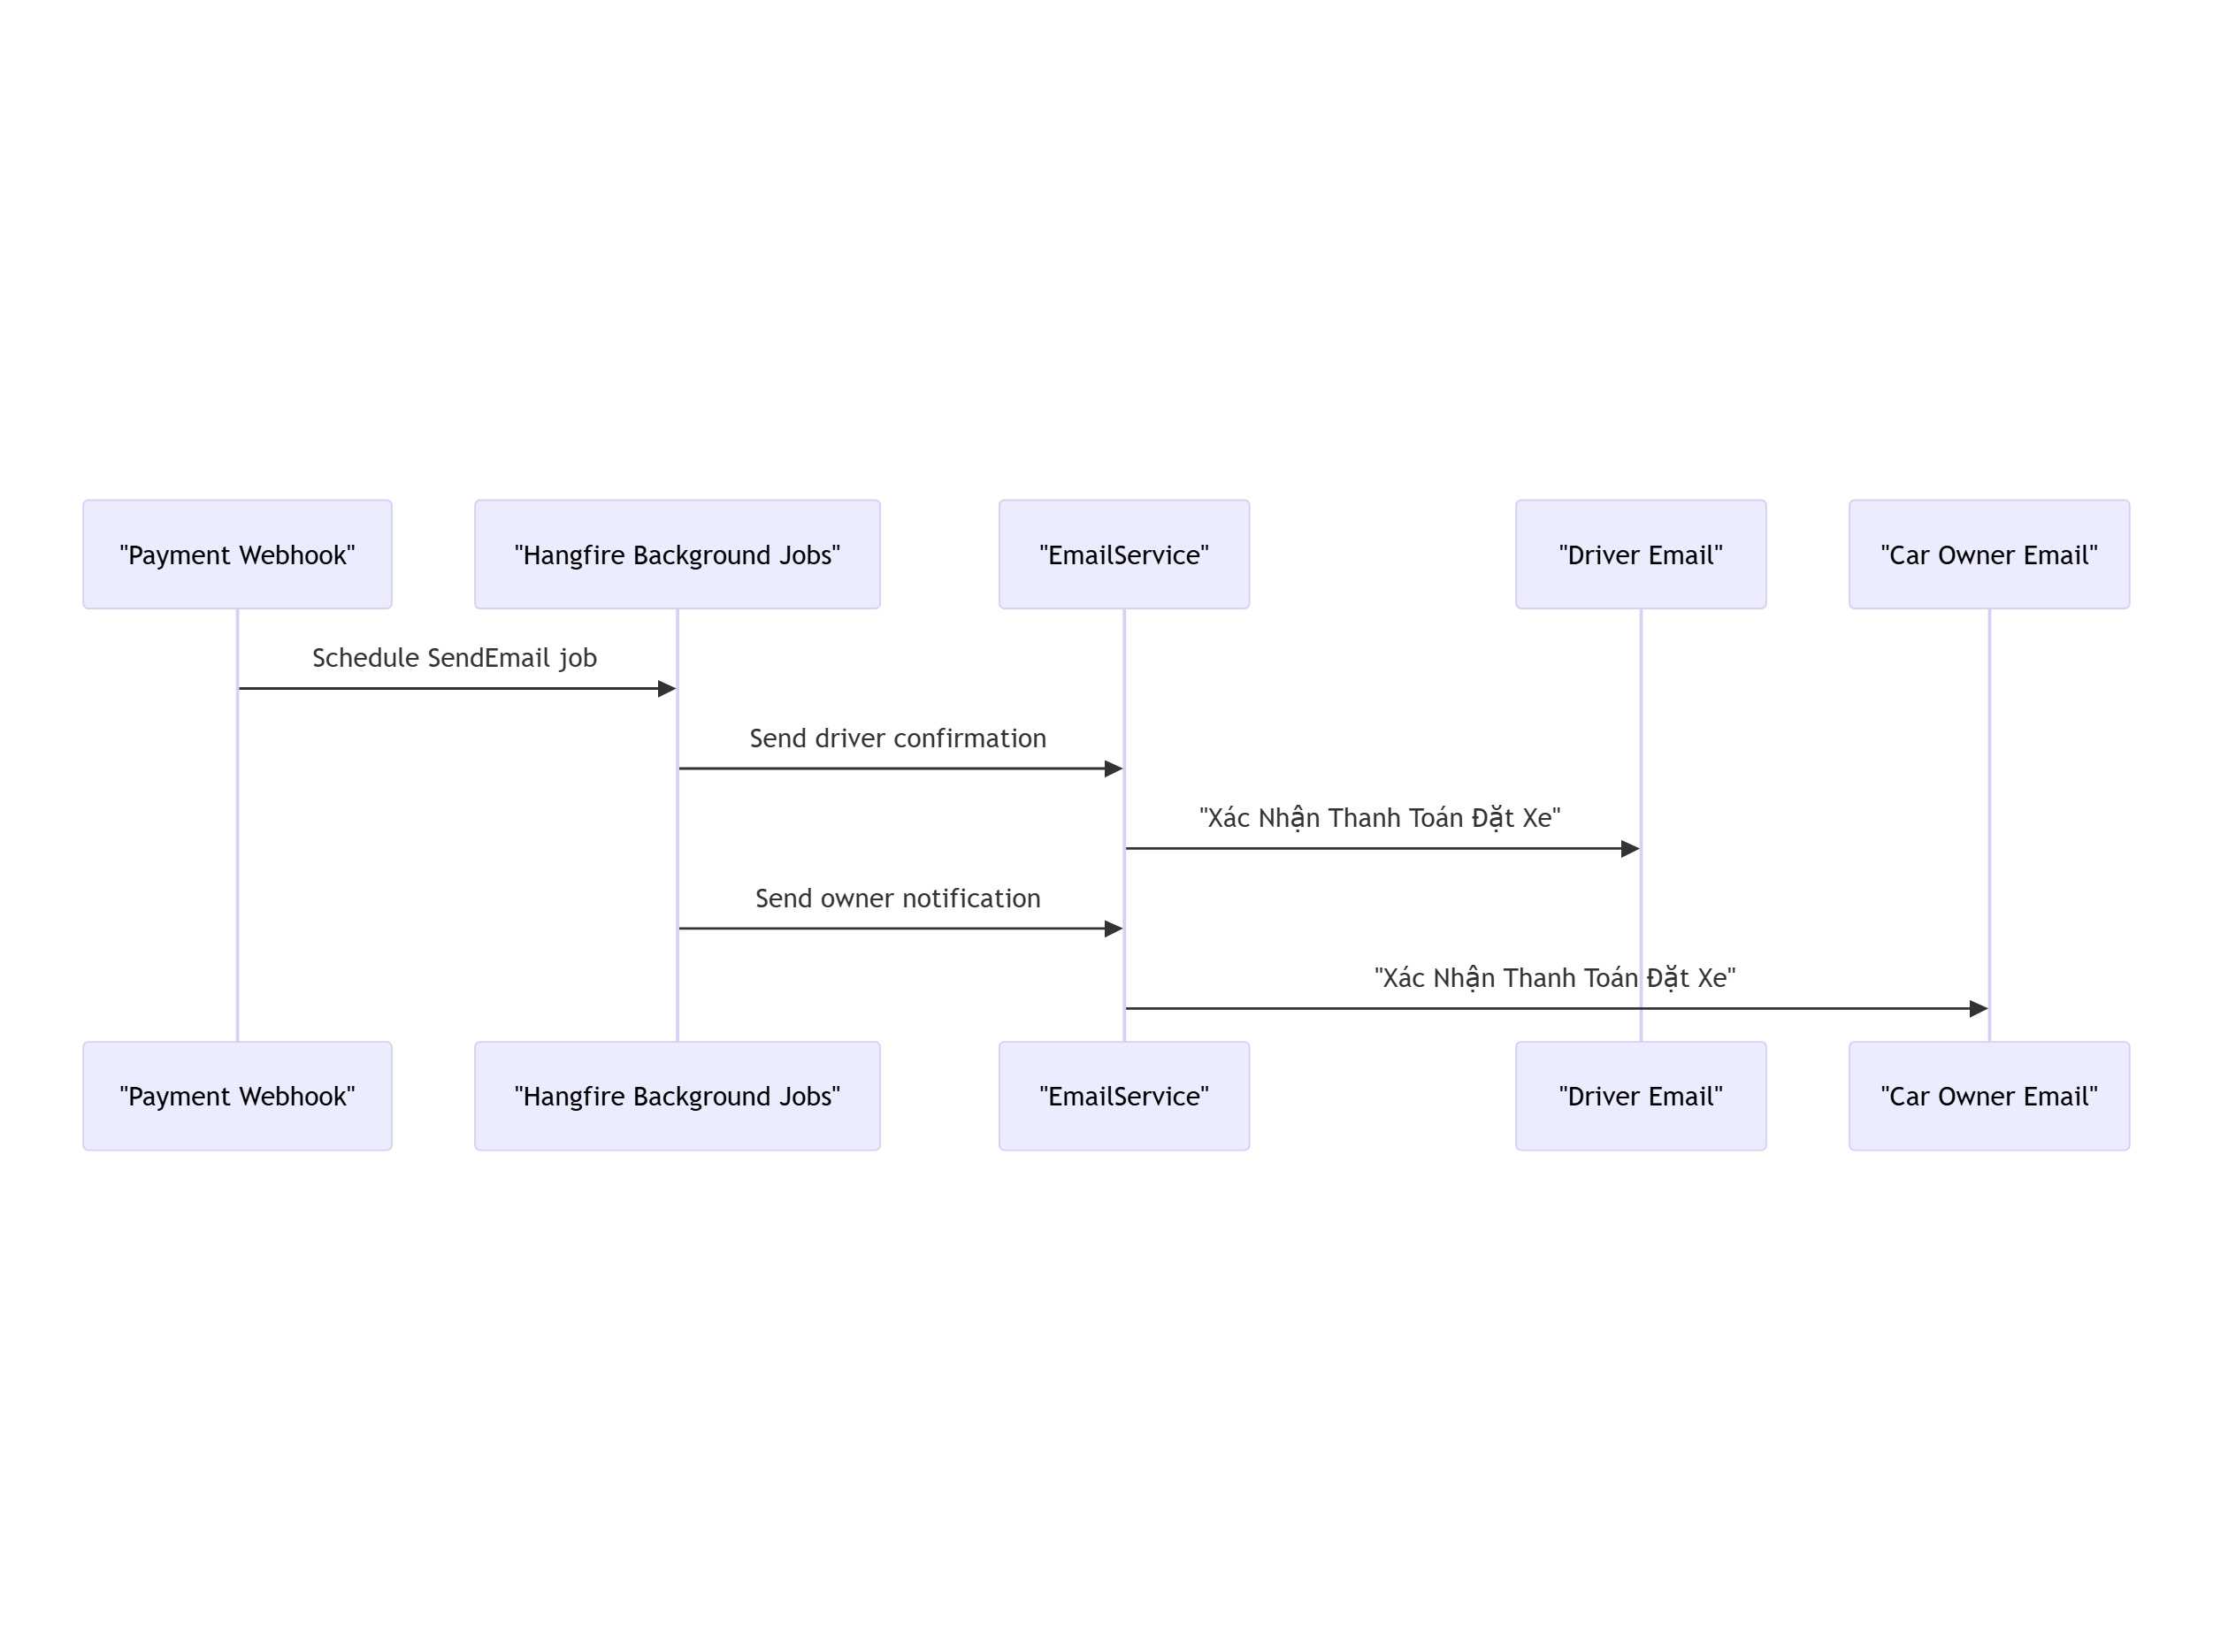 "Payment Webhook"
"Hangfire Background Jobs"
"EmailService"
"Driver Email"
"Car Owner Email"
Schedule SendEmail job
Send driver confirmation
"Xác Nhận Thanh Toán Đặt Xe"
Send owner notification
"Xác Nhận Thanh Toán Đặt Xe"
"Payment Webhook"
"Hangfire Background Jobs"
"EmailService"
"Driver Email"
"Car Owner Email"